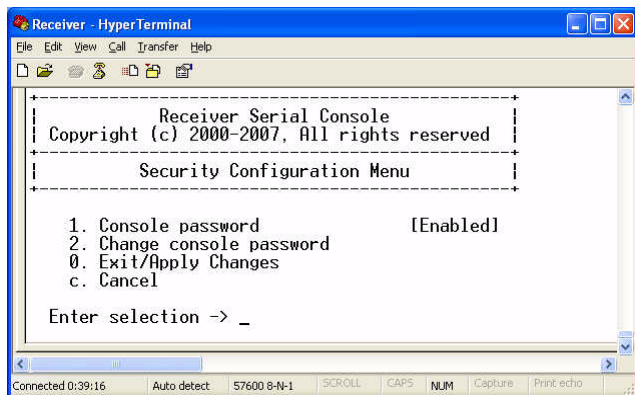 Receiver - HyperTerminal
File Edit View Call Transfer Help
Receiver Serial Console
Copyright (c) 2000-2007, All rights reserved
Security Configuration Menu
1. Console password [Enabled]
2. Change console password
0. Exit/Apply Changes
c. Cancel
Enter selection -> _
Connected 0:39:16 Auto detect 57600 8-N-1 SCROLL CAPS NUM Capture Print echo